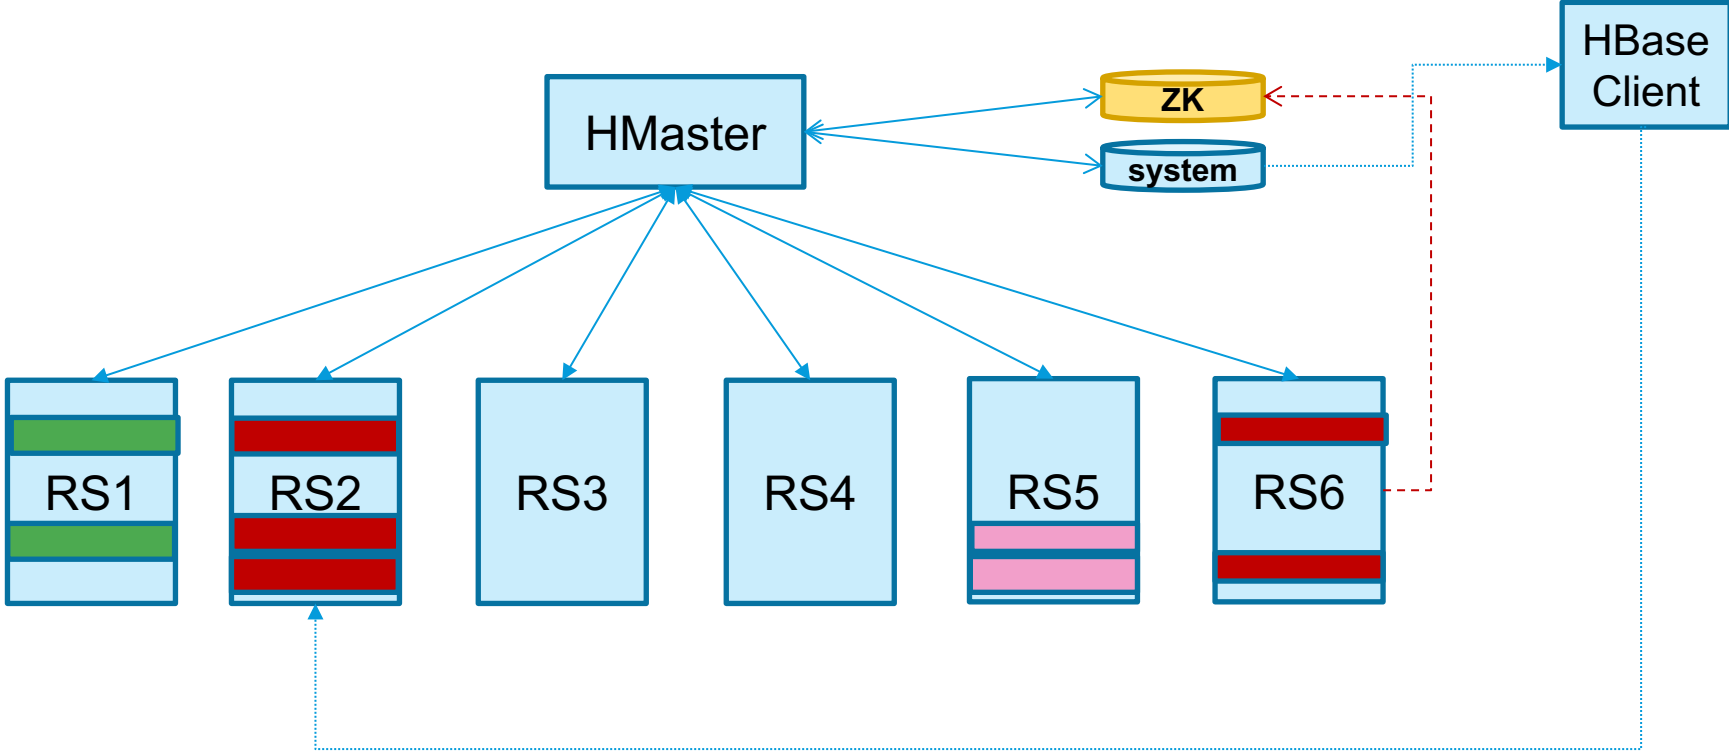 HBase
Client
ZK
HMaster
system
RS1
RS2
RS3
RS4
RS5
RS6